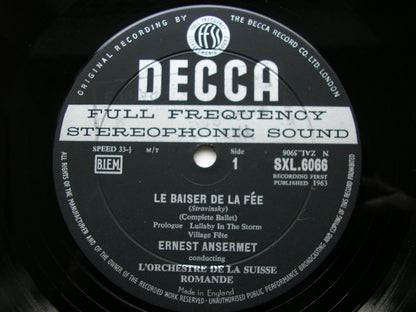 ORIGINAL RECORDING BY
THE DECCA RECORD CO. LTD. LONDON
ffss
DECCA
FULL FREQUENCY
STEREOPHONIC SOUND
SPEED 33-⅓ M/T
Side
1
ZAL.9065 N
BIEM
SXL.6066
RECORDING FIRST
PUBLISHED 1963
LE BAISER DE LA FÉE
(Stravinsky)
(Complete Ballet)
Prologue Lullaby In The Storm
Village Fête
ERNEST ANSERMET
conducting
L'ORCHESTRE DE LA SUISSE
ROMANDE
Made in England
ALL RIGHTS OF THE MANUFACTURER AND OF THE OWNER OF THE RECORDED WORK RESERVED - UNAUTHORISED PUBLIC PERFORMANCE BROADCASTING AND COPYING OF THIS RECORD PROHIBITED